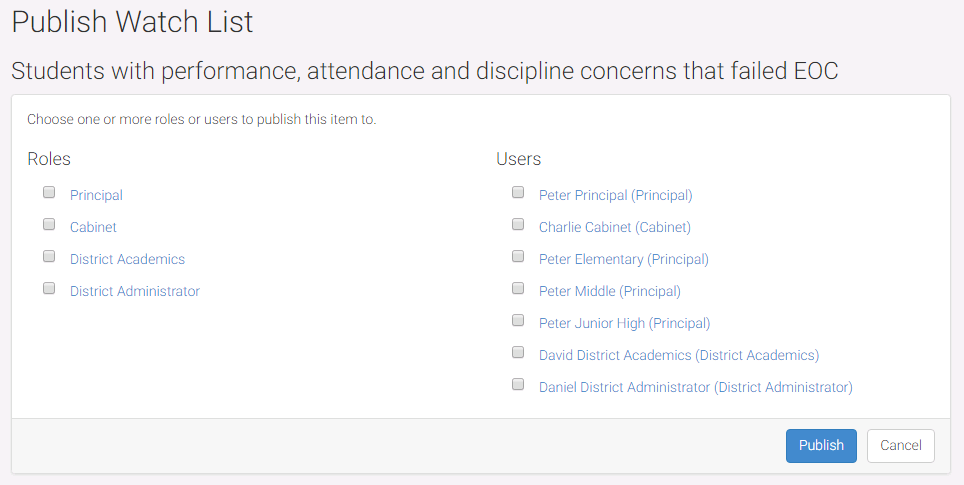 Publish Watch List
Students with performance, attendance and discipline concerns that failed EOC
Choose one or more roles or users to publish this item to.
Roles
Principal
Cabinet
District Academics
District Administrator
Users
Peter Principal (Principal)
Charlie Cabinet (Cabinet)
Peter Elementary (Principal)
Peter Middle (Principal)
Peter Junior High (Principal)
David District Academics (District Academics)
Daniel District Administrator (District Administrator)
Publish
Cancel